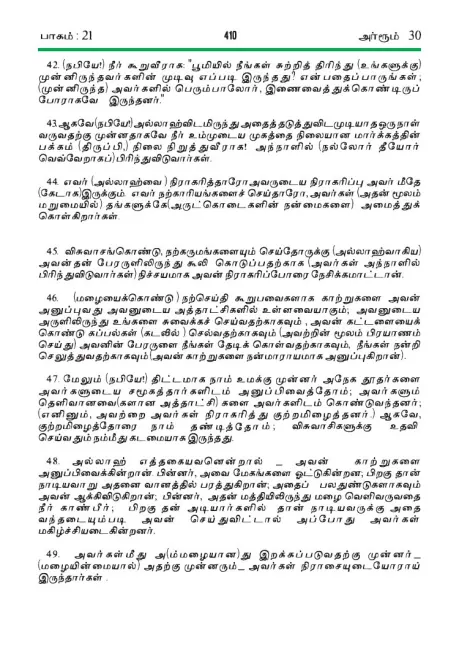 பாகம் : 21 410 அர்ரூம் 30
42. (நபியே!) நீர் கூறுவீராக: "பூமியில் நீங்கள் சுற்றித் திரிந்து (உங்களுக்கு)
முன்னிருந்தவர்களின் முடிவு எப்படி இருந்தது? என்பதைப்பாருங்கள்;
(முன்னிருந்த) அவர்களில் பெரும்பாலோர், இணைவைத்துக்கொண்டிருப்
போராகவே இருந்தனர்."
43.ஆகவே(நபியே!)அல்லாஹ்விடமிருந்துஅதைத்தடுத்துவிடமுடியாதஒருநாள்
வருவதற்கு முன்னதாகவே நீர் உம்முடைய முகத்தை நிலையான மார்க்கத்தின்
பக்கம் (திருப்பி,) நிலை நிறுத்துவீராக! அந்நாளில் (நல்லோர் தீயோர்
வெவ்வேறாகப்)பிரிந்துவிடுவார்கள்.
44. எவர் (அல்லாஹ்வை ) நிராகரித்தாரோ,அவருடைய நிராகரிப்பு அவர் மீதே
(கேடாக)இருக்கும். எவர் நற்காரியங்களைச் செய்தாரோ, அவர்கள் (அதன் மூலம்
மறுமையில்) தங்களுக்கே(அருட்கொடைகளின் நன்மைகளை) அமைத்துக்
கொள்கிறார்கள்.
45. விசுவாசங்கொண்டு, நற்கருமங்களையும் செய்தோருக்கு (அல்லாஹ்வாகிய)
அவன்தன் பேரருளிலிருந்து கூலி கொடுப்பதற்காக (அவர்கள் அந்நாளில்
பிரிந்துவிடுவார்கள்) நிச்சயமாக அவன் நிராகரிப்போரை நேசிக்கமாட்டான்.
46. (மழையைக்கொண்டு ) நற்செய்தி கூறுபவைகளாக காற்றுகளை அவன்
அனுப்புவது அவனுடைய அத்தாட்சிகளில் உள்ளவையாகும்; அவனுடைய
அருளிலிருந்து உங்களை சுவைக்கச் செய்வதற்காகவும் , அவன் கட்டளையைக்
கொண்டு கப்பல்கள் (கடலில் ) செல்வதற்காகவும் (அவற்றின் மூலம் பிரயாணம்
செய்து) அவனின் பேரருளை நீங்கள் தேடிக் கொள்வதற்காகவும், நீங்கள் நன்றி
செலுத்துவதற்காகவும்(அவன் காற்றுகளை நன்மாராயமாக அனுப்புகிறான்).
47. மேலும் (நபியே!) திட்டமாக நாம் உமக்கு முன்னர் அநேக தூதர்களை
அவர்களுடைய சமூகத்தார்களிடம் அனுப்பிவைத்தோம்; அவர்களும்
தெளிவானவை(களான அத்தாட்சி) களை அவர்களிடம் கொண்டுவந்தனர்;
(எனினும், அவற்றை அவர்கள் நிராகரித்து குற்றமிழைத்தனர்.) ஆகவே,
குற்றமிழைத்தோரை நாம் தண்டித்தோம்; விசுவாசிகளுக்கு உதவி
செய்வதும்நம்மீது கடமையாகஇருந்தது.
48. அல்லாஹ் எத்தகையவனென்றால் _ அவன் காற்றுகளை
அனுப்பிவைக்கின்றான் பின்னர், அவை மேகங்களை ஓட்டுகின்றன; பிறகு தான்
நாடியவாறு அதனை வானத்தில் பரத்துகிறான்; அதைப் பலதுண்டுகளாகவும்
அவன் ஆக்கிவிடுகிறான்; பின்னர், அதன் மத்தியிலிருந்து மழை வெளிவருவதை
நீர் காண்பீர்; பிறகு தன் அடியார்களில் தான் நாடியவருக்கு அதை
வந்தடையும்படி அவன் செய்துவிட்டால் அப்போது அவர்கள்
மகிழ்ச்சியடைகின்றனர்.
49. அவர்கள்மீது அ(ம்மழையான)து இறக்கப்படுவதற்கு முன்னர்_
(மழையின்மையால்) அதற்கு முன்னரும்_ அவர்கள் நிராசையுடையோராய்
இருந்தார்கள் .